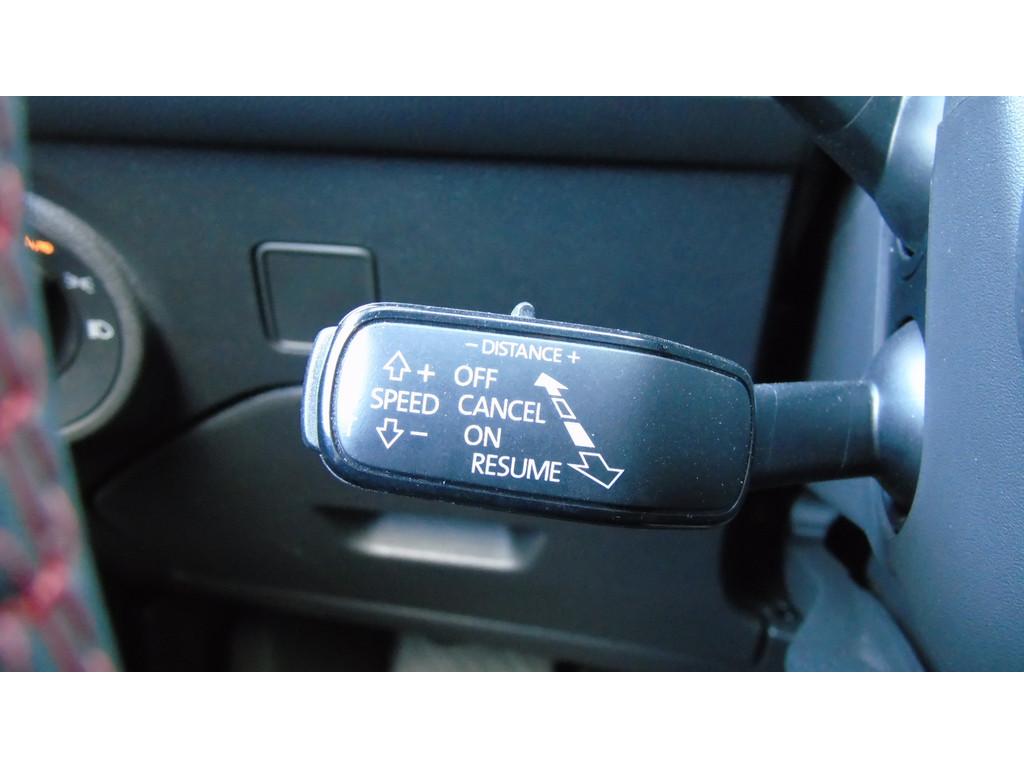 - DISTANCE +
+ OFF
SPEED CANCEL
- ON
RESUME